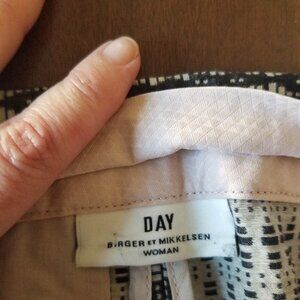 DAY
BIRGER ET MIKKELSEN
WOMAN